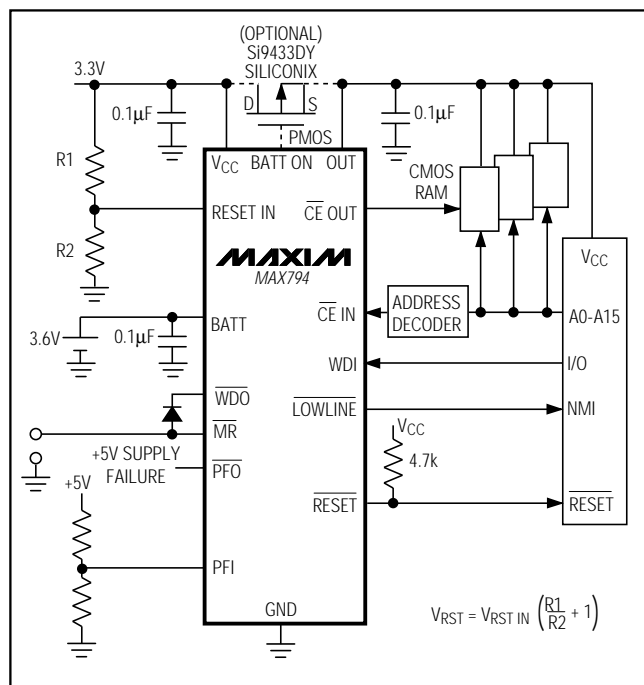 (OPTIONAL)
Si9433DY
SILICONIX
3.3V
D
S
0.1µF
0.1µF
PMOS
R1
VCC
BATT ON
OUT
CMOS
RAM
RESET IN
CE OUT
R2
MAXIM
MAX794
VCC
BATT
CE IN
ADDRESS
DECODER
A0-A15
3.6V
0.1µF
WDI
I/O
WDO
LOWLINE
NMI
MR
VCC
+5V SUPPLY
FAILURE
PFO
4.7k
+5V
RESET
RESET
PFI
GND
VRST = VRST IN (R1/R2 + 1)